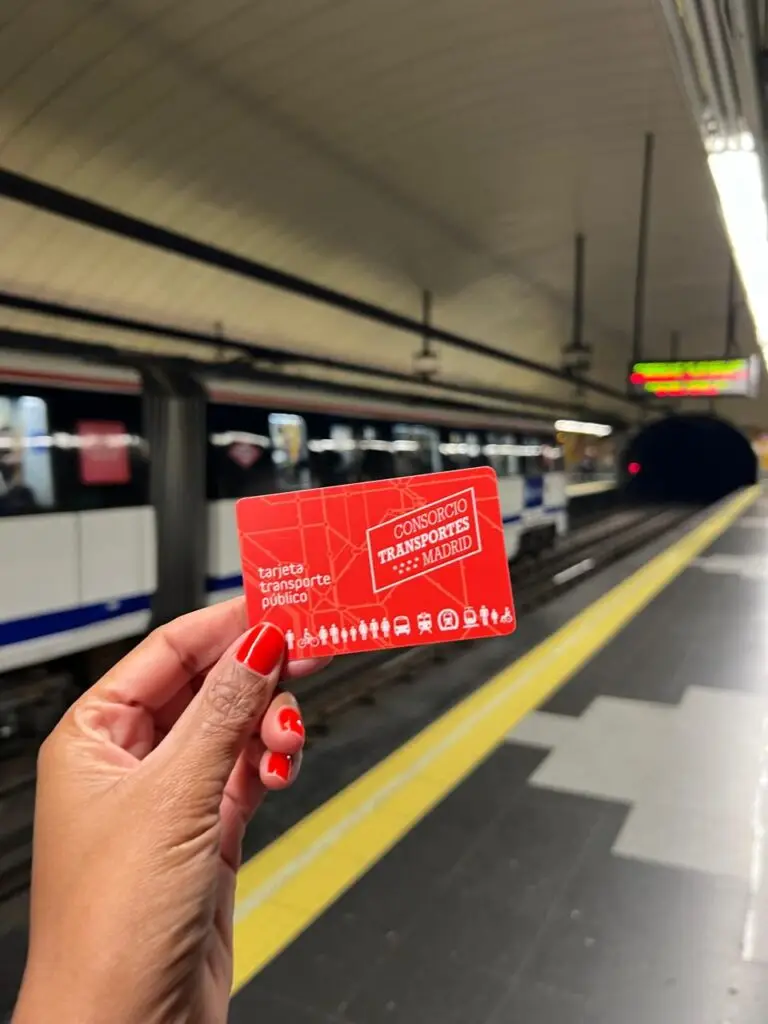 CONSORCIO
TRANSPORTES
MADRID
tarjeta
transporte
público